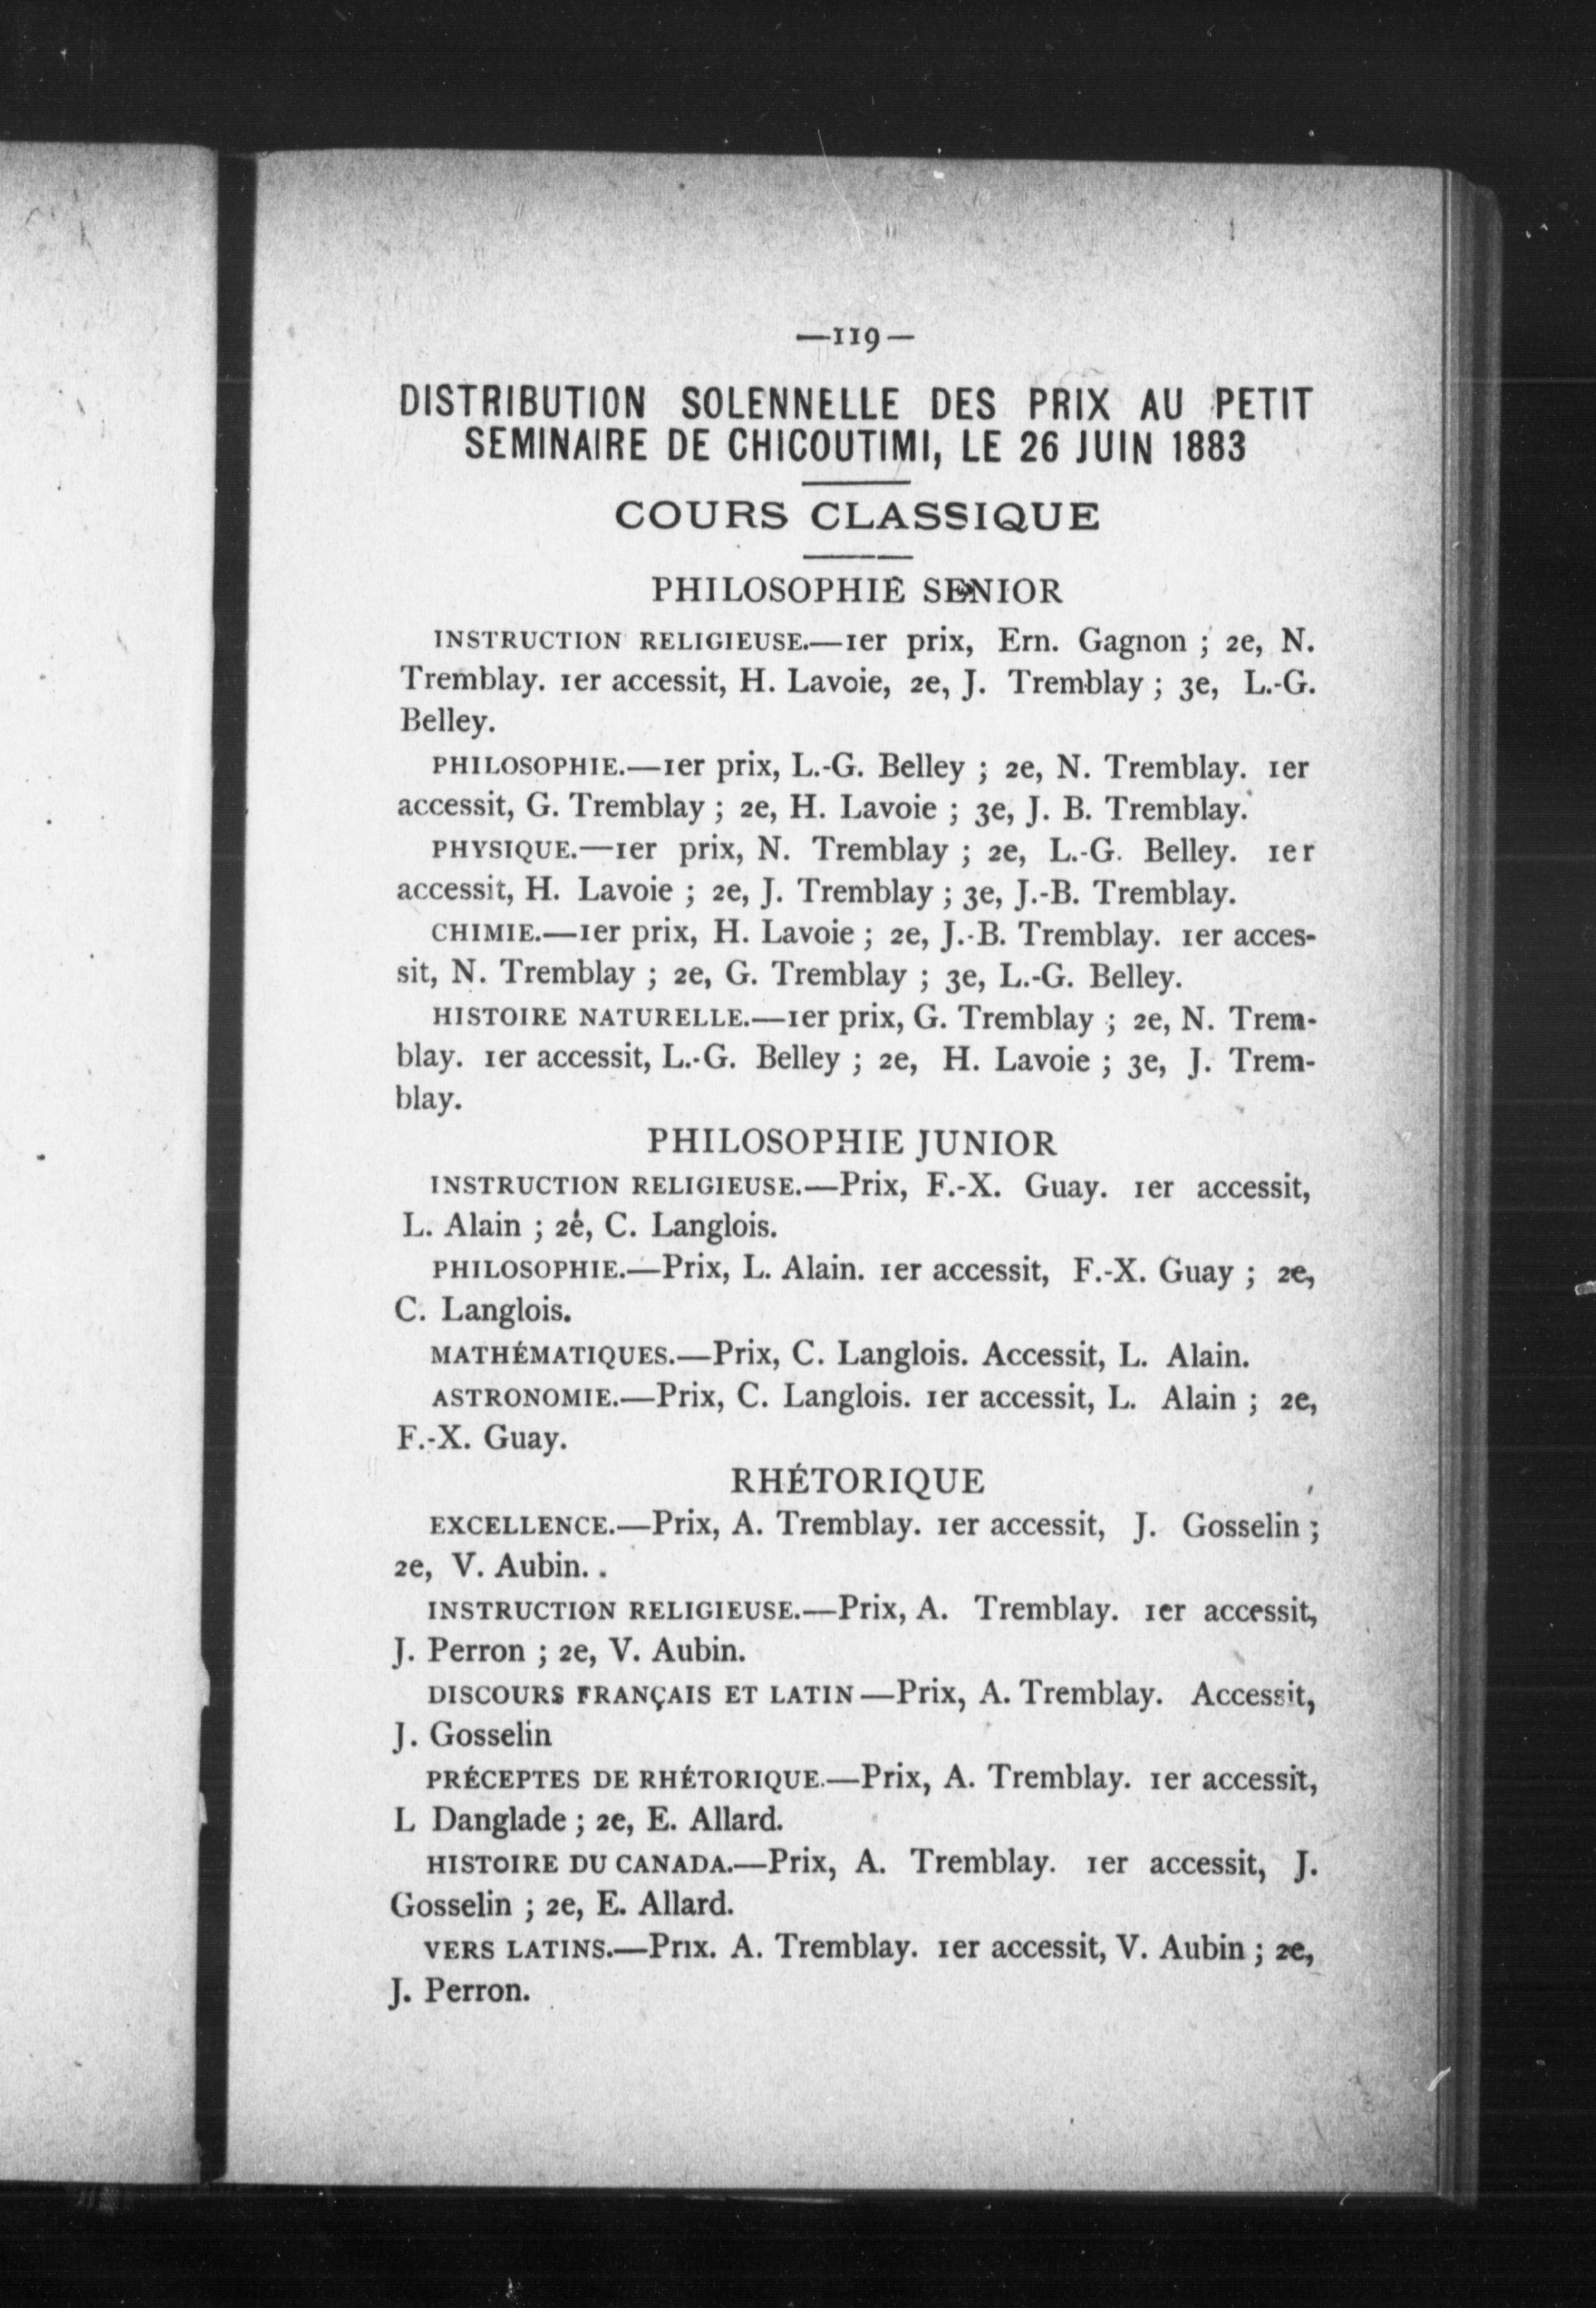 —119—
DISTRIBUTION SOLENNELLE DES PRIX AU PETIT
SEMINAIRE DE CHICOUTIMI, LE 26 JUIN 1883
COURS CLASSIQUE
PHILOSOPHIE SENIOR
INSTRUCTION RELIGIEUSE.—1er prix, Ern. Gagnon ; 2e, N.
Tremblay. 1er accessit, H. Lavoie, 2e, J. Tremblay ; 3e, L.-G.
Belley.
PHILOSOPHIE.—1er prix, L.-G. Belley ; 2e, N. Tremblay. 1er
accessit, G. Tremblay ; 2e, H. Lavoie ; 3e, J. B. Tremblay.
PHYSIQUE.—1er prix, N. Tremblay ; 2e, L.-G. Belley. 1er
accessit, H. Lavoie ; 2e, J. Tremblay ; 3e, J.-B. Tremblay.
CHIMIE.—1er prix, H. Lavoie ; 2e, J.-B. Tremblay. 1er acces-
sit, N. Tremblay ; 2e, G. Tremblay ; 3e, L.-G. Belley.
HISTOIRE NATURELLE.—1er prix, G. Tremblay ; 2e, N. Trem-
blay. 1er accessit, L.-G. Belley ; 2e, H. Lavoie ; 3e, J. Trem-
blay.
PHILOSOPHIE JUNIOR
INSTRUCTION RELIGIEUSE.—Prix, F.-X. Guay. 1er accessit,
L. Alain ; 2e, C. Langlois.
PHILOSOPHIE.—Prix, L. Alain. 1er accessit, F.-X. Guay ; 2e,
C. Langlois.
MATHÉMATIQUES.—Prix, C. Langlois. Accessit, L. Alain.
ASTRONOMIE.—Prix, C. Langlois. 1er accessit, L. Alain ; 2e,
F.-X. Guay.
RHÉTORIQUE
EXCELLENCE.—Prix, A. Tremblay. 1er accessit, J. Gosselin ;
2e, V. Aubin. .
INSTRUCTION RELIGIEUSE.—Prix, A. Tremblay. 1er accessit,
J. Perron ; 2e, V. Aubin.
DISCOURS FRANÇAIS ET LATIN—Prix, A. Tremblay. Accessit,
J. Gosselin
PRÉCEPTES DE RHÉTORIQUE.—Prix, A. Tremblay. 1er accessit,
L Danglade ; 2e, E. Allard.
HISTOIRE DU CANADA.—Prix, A. Tremblay. 1er accessit, J.
Gosselin ; 2e, E. Allard.
VERS LATINS.—Prix. A. Tremblay. 1er accessit, V. Aubin ; 2e,
J. Perron.